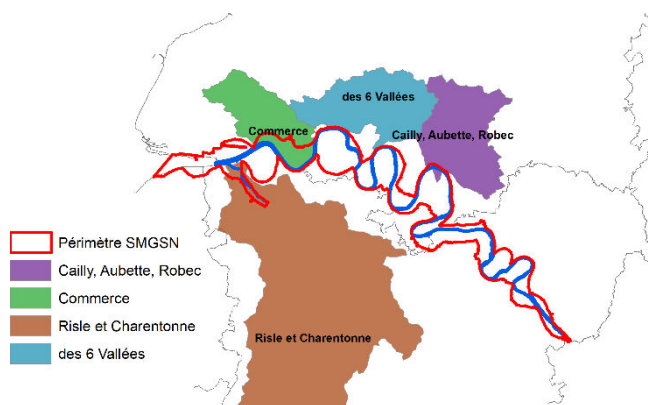 des 6 Vallées
Commerce
Cailly, Aubette, Robec
Périmètre SMGSN
Cailly, Aubette, Robec
Commerce
Risle et Charentonne
des 6 Vallées
Risle et Charentonne